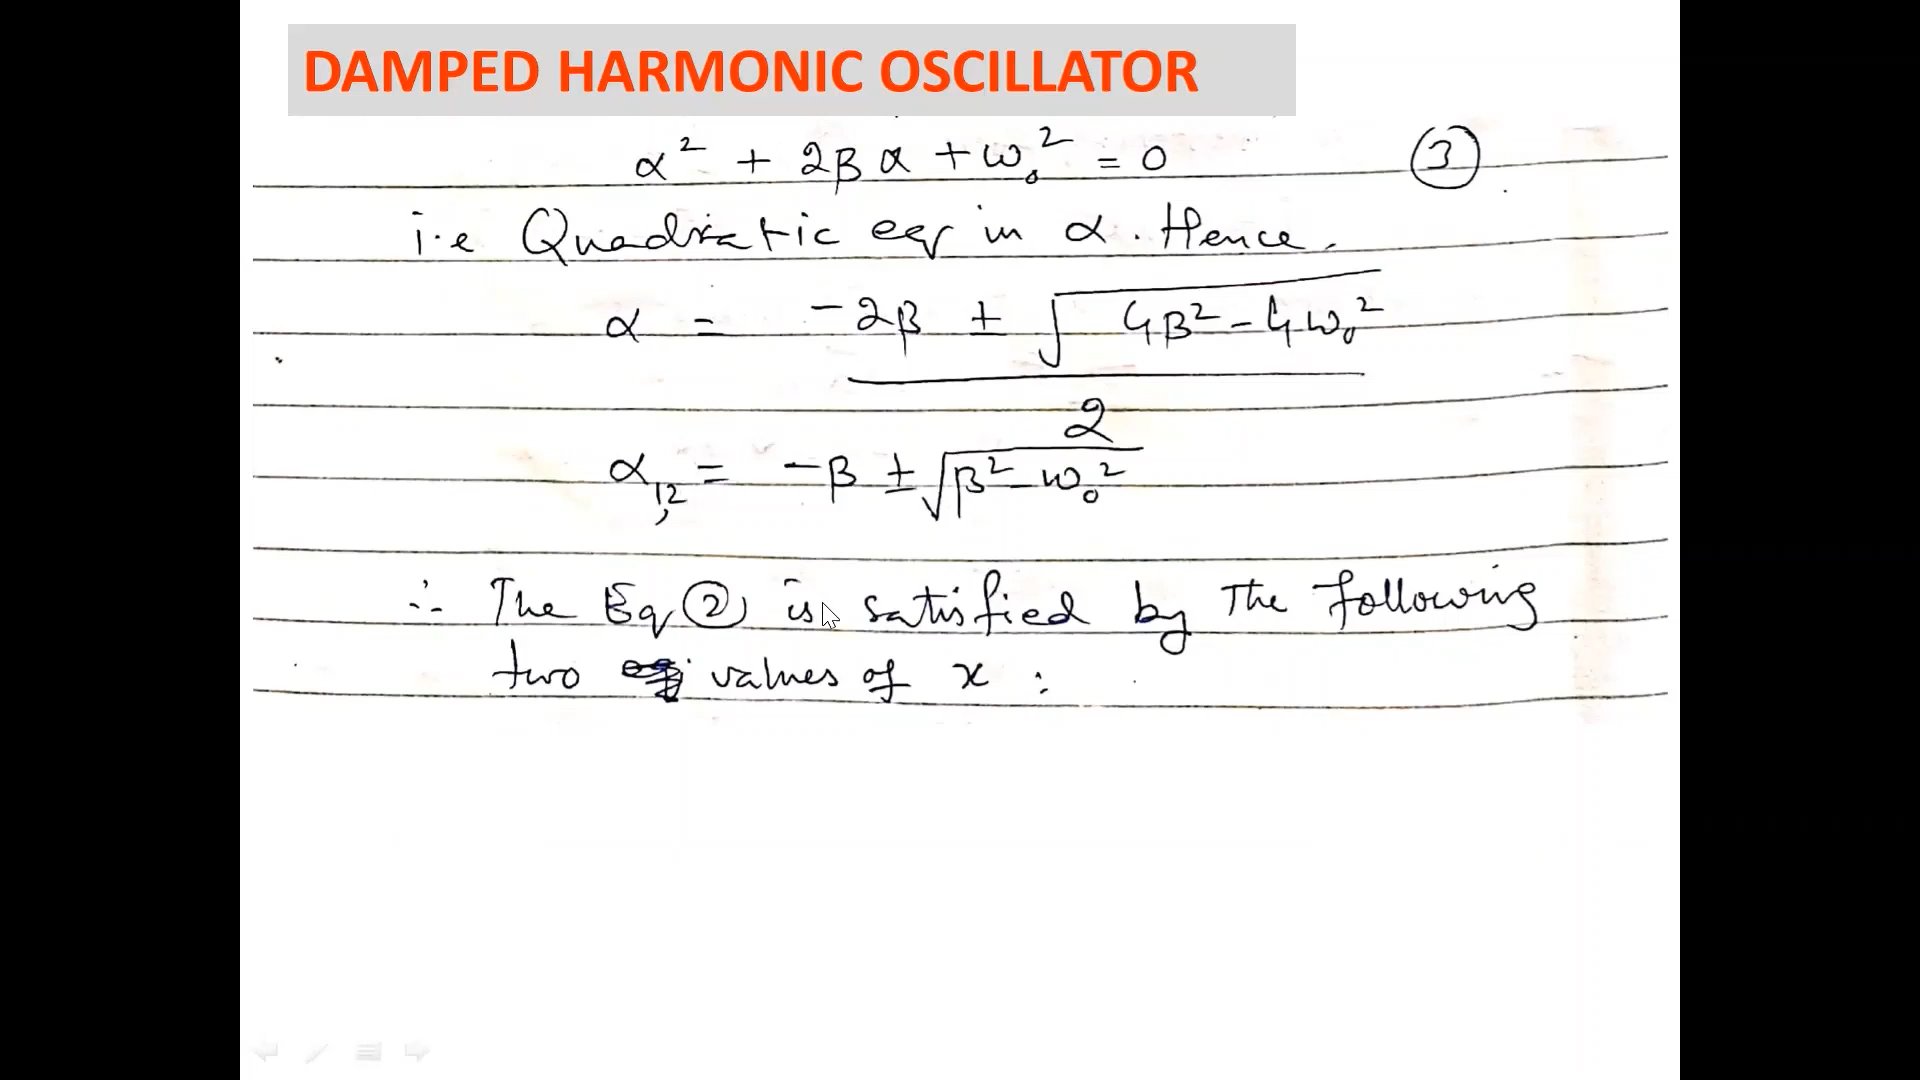 DAMPED HARMONIC OSCILLATOR
α² + 2βα + ω₀² = 0 ③
i.e Quadratic eq in α. Hence.
α = -2β ± √4β² - 4ω₀²
2
α₁,₂ = -β ± √β² - ω₀²
∴ The Eq ② is satisfied by The following
two values of x :